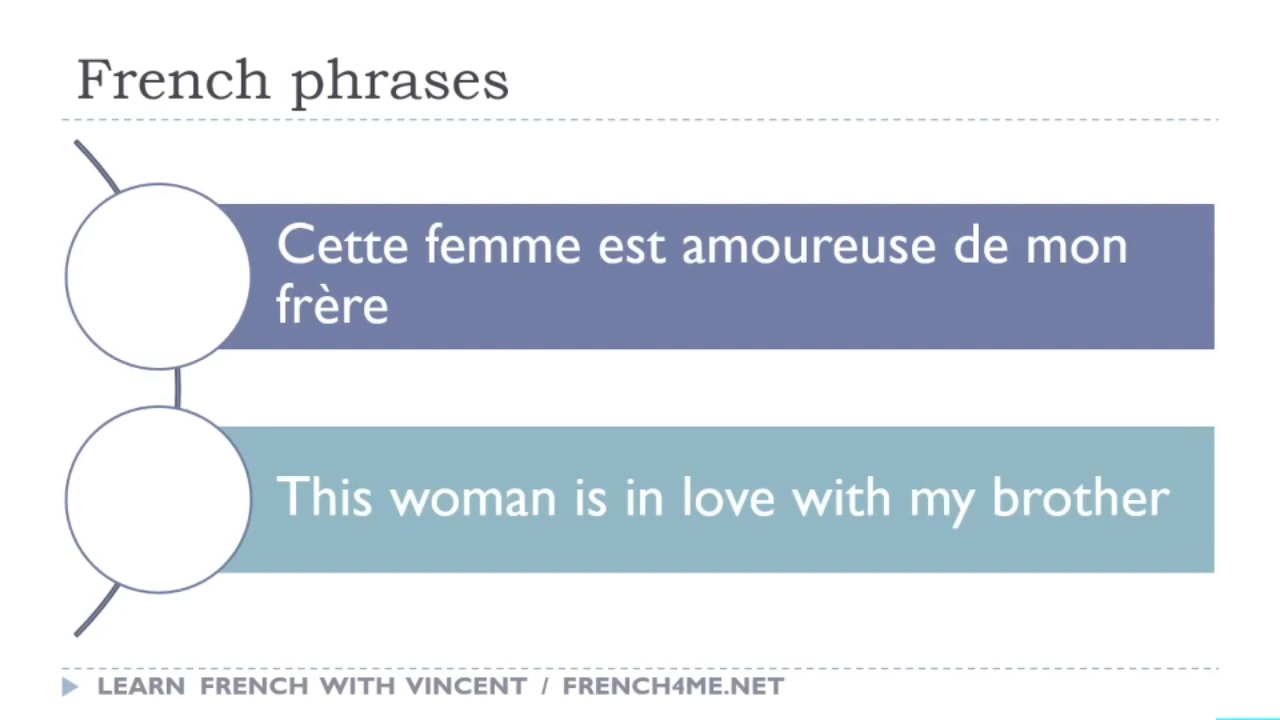 French phrases
Cette femme est amoureuse de mon
frère
This woman is in love with my brother
LEARN FRENCH WITH VINCENT / FRENCH4ME.NET